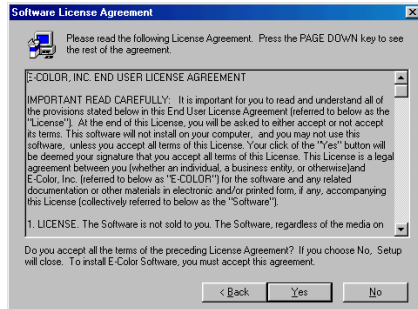 Software License Agreement
Please read the following License Agreement. Press the PAGE DOWN key to see
the rest of the agreement.
E-COLOR, INC. END USER LICENSE AGREEMENT
IMPORTANT READ CAREFULLY: It is important for you to read and understand all of
the provisions stated below in this End User License Agreement (referred to below as the
"License"). At the end of this License, you will be asked to either accept or not accept
its terms. This software will not install on your computer, and you may not use this
software, unless you accept all terms of this License. Your click of the "Yes" button will
be deemed your signature that you accept all terms of this License. This License is a legal
agreement between you (whether an individual, a business entity, or otherwise)and
E-Color, Inc. (referred to below as "E-COLOR") for the software and any related
documentation or other materials in electronic and/or printed form, if any, accompanying
this License (collectively referred to below as the "Software").
1. LICENSE. The Software is not sold to you. The Software, regardless of the media on
Do you accept all the terms of the preceding License Agreement? If you choose No, Setup
will close. To install E-Color Software, you must accept this agreement.
< Back Yes No